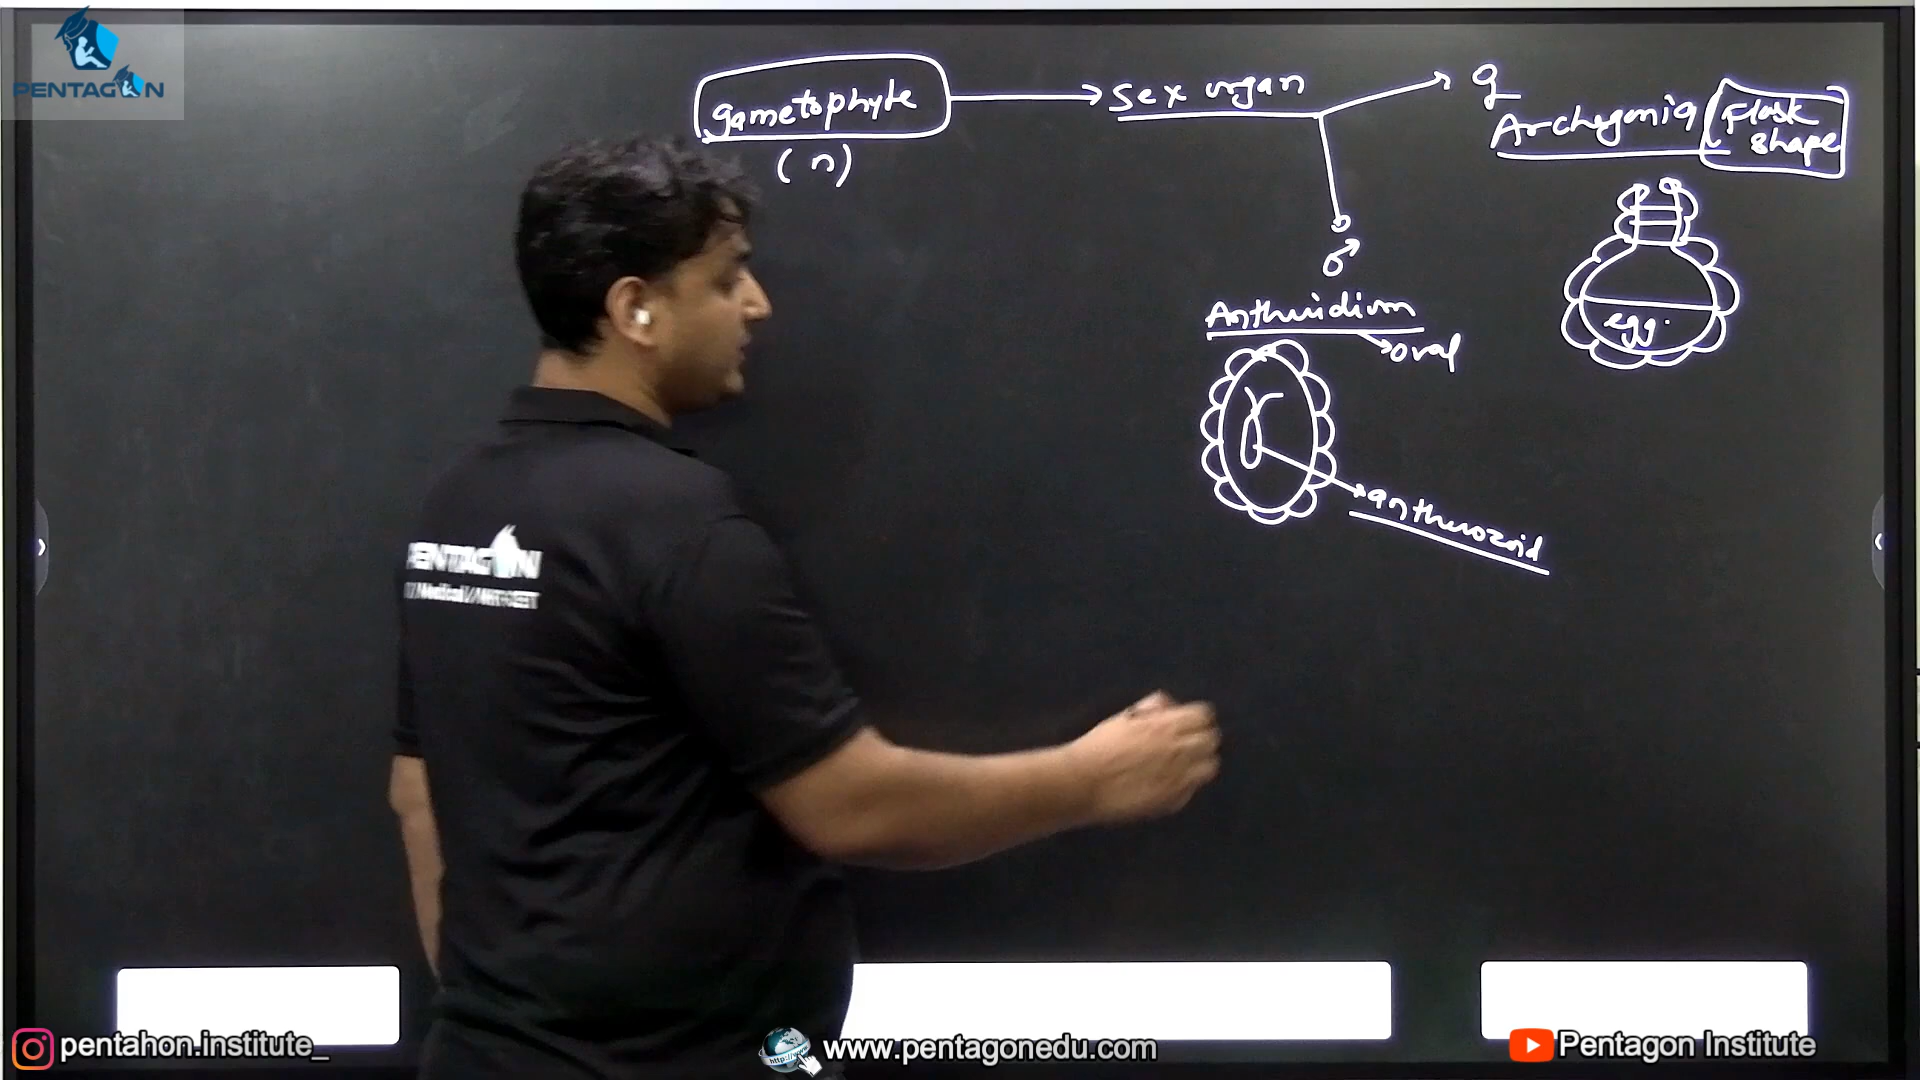 PENTAGON
gametophyte
(n)
Sex organ
♀
Archegonia
Flask
shape
egg.
♂
Antheridium
oval
antherozoid
PENTAGON
pentahon.institute_
www.pentagonedu.com
Pentagon Institute